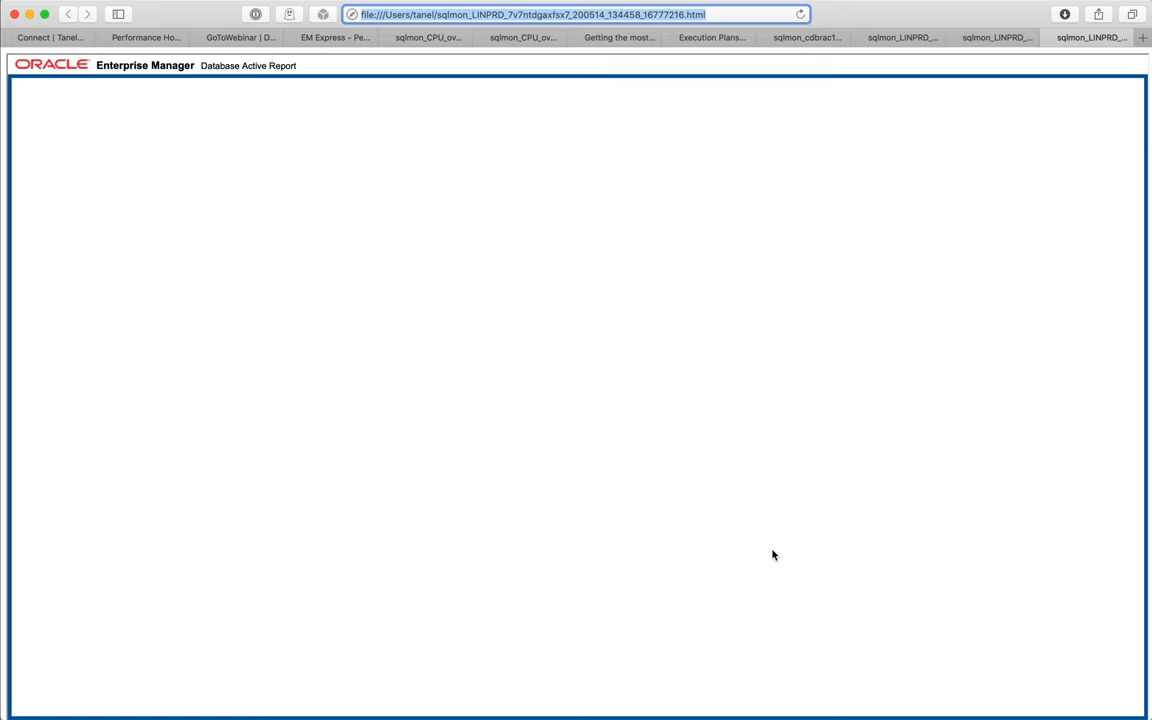 file:///Users/tanel/sqlmon_LINPRD_7v7ntdgaxfsx7_200514_134458_16777216.html
Connect | Tanel... Performance Ho... GoToWebinar | D... EM Express - Pe... sqlmon_CPU_ov... sqlmon_CPU_ov... Getting the most... Execution Plans... sqlmon_cdbrac1... sqlmon_LINPRD_... sqlmon_LINPRD_... sqlmon_LINPRD_...
ORACLE Enterprise Manager Database Active Report